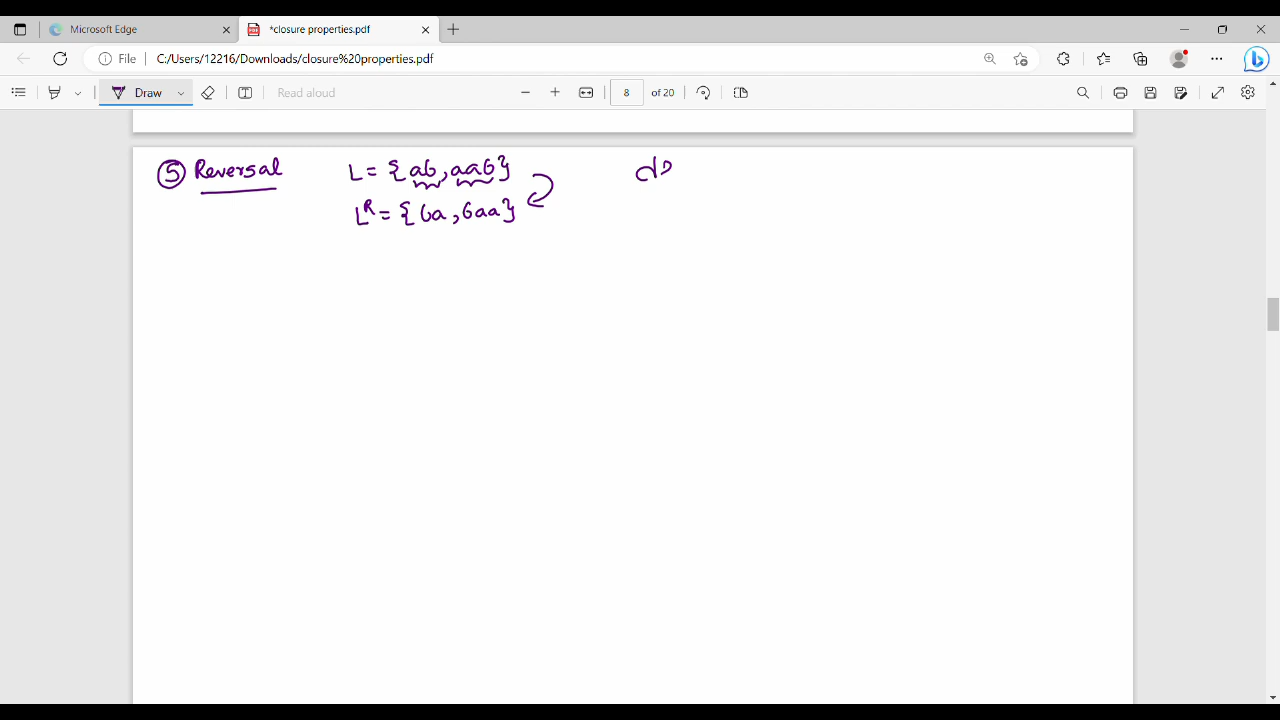 Microsoft Edge
*closure properties.pdf
File
C:/Users/12216/Downloads/closure%20properties.pdf
Draw
Read aloud
8
of 20
⑤ Reversal
L = {ab, aab}
Lᴿ = {ba, baa}